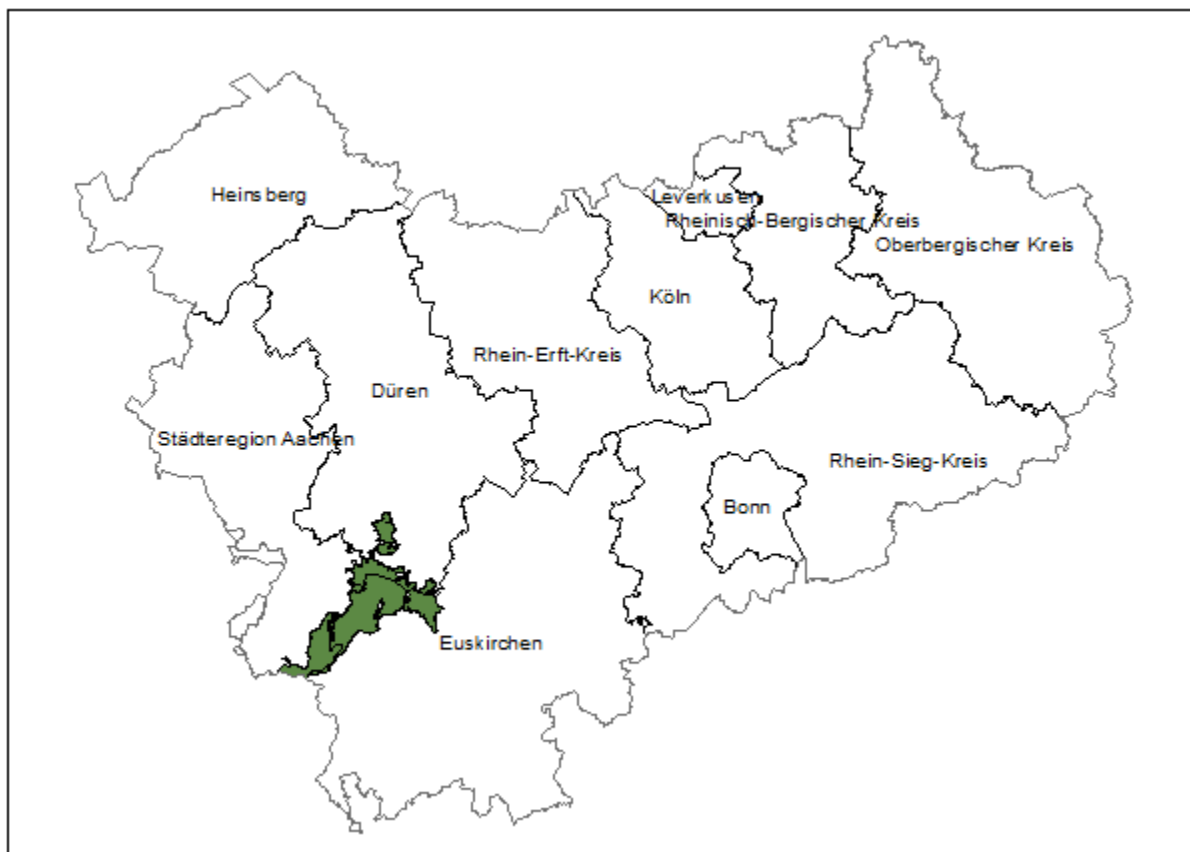 Heinsberg
Leverkusen
Rheinisch-Bergischer Kreis
Oberbergischer Kreis
Köln
Rhein-Erft-Kreis
Düren
Städteregion Aachen
Rhein-Sieg-Kreis
Bonn
Euskirchen